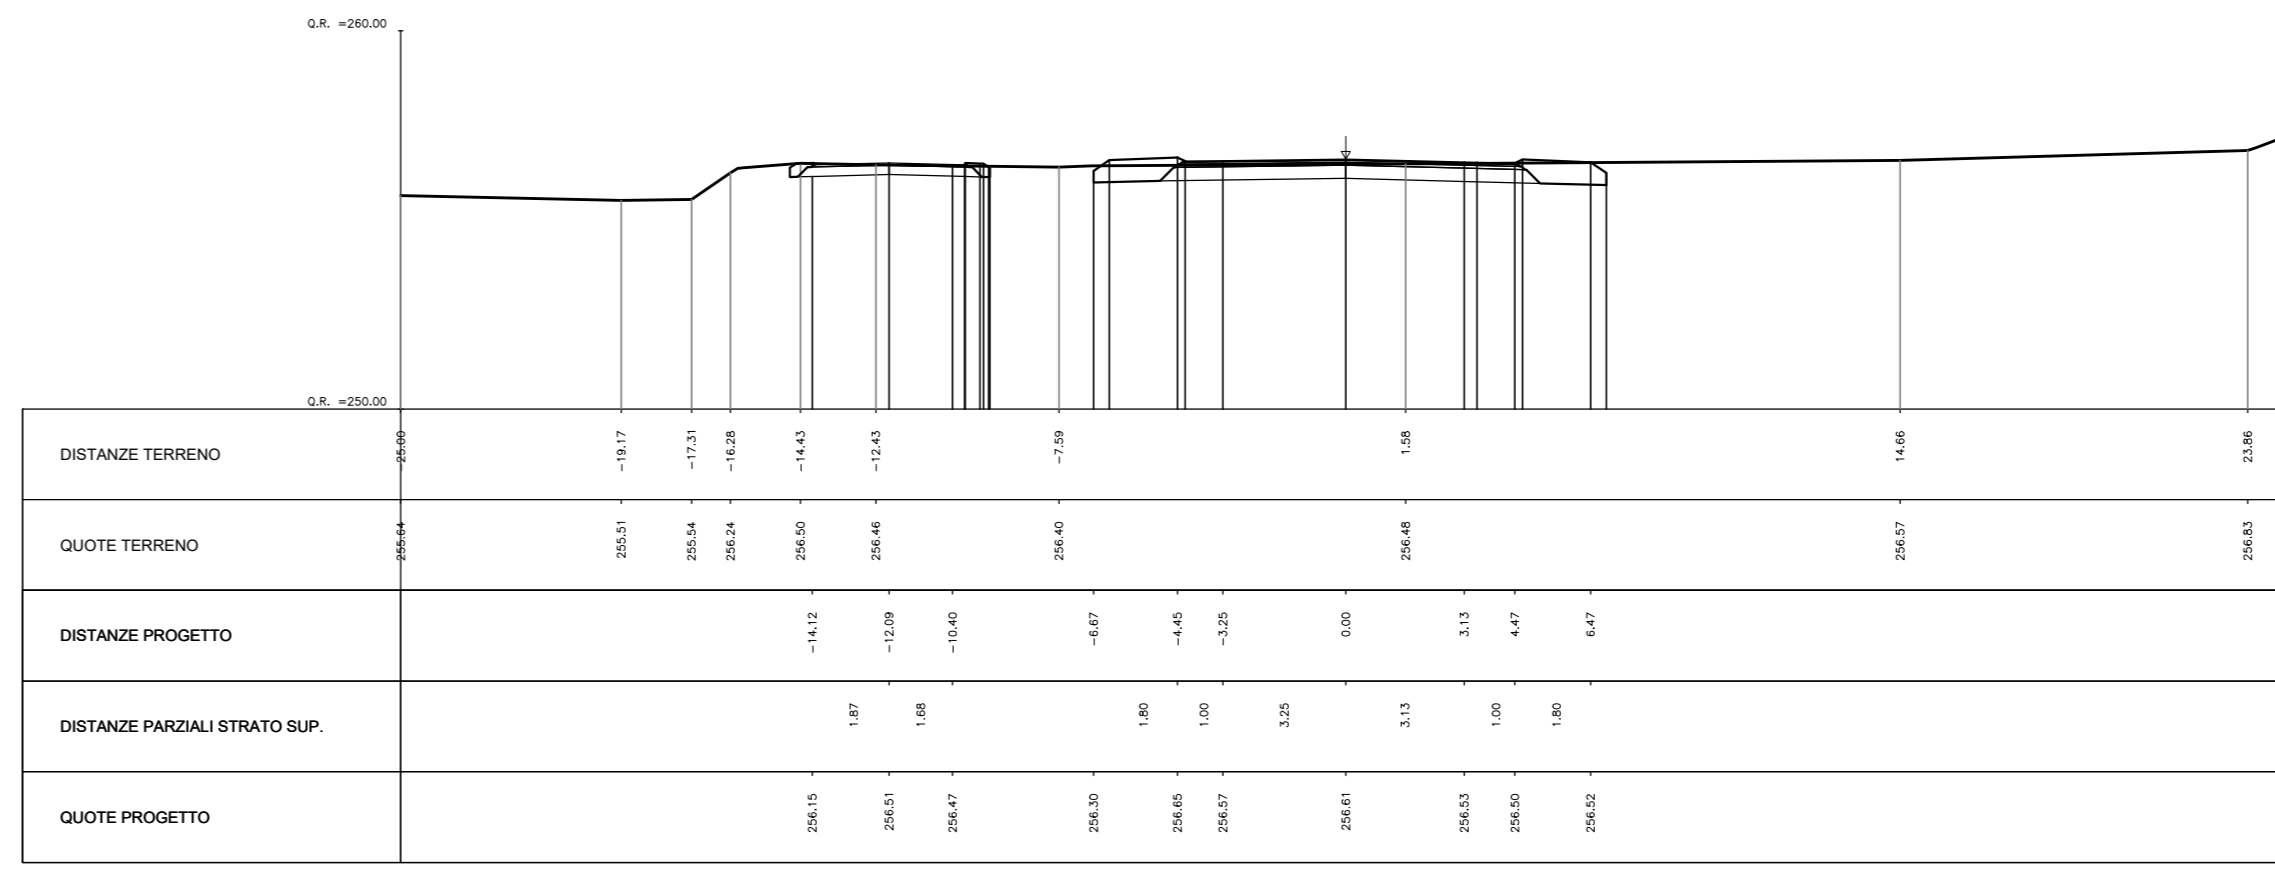 Q.R. =260.00
Q.R. =250.00
DISTANZE TERRENO
-25.00 -19.17 -17.31 -16.28 -14.43 -12.43 -7.59 1.58 14.66 23.86
QUOTE TERRENO
255.64 255.51 255.54 256.24 256.50 256.46 256.40 256.48 256.57 256.83
DISTANZE PROGETTO
-14.12 -12.09 -10.40 -6.67 -4.45 -3.25 0.00 3.13 4.47 6.47
DISTANZE PARZIALI STRATO SUP.
1.87 1.68 1.80 1.00 3.25 3.13 1.00 1.80
QUOTE PROGETTO
256.15 256.51 256.47 256.30 256.65 256.57 256.61 256.53 256.50 256.52